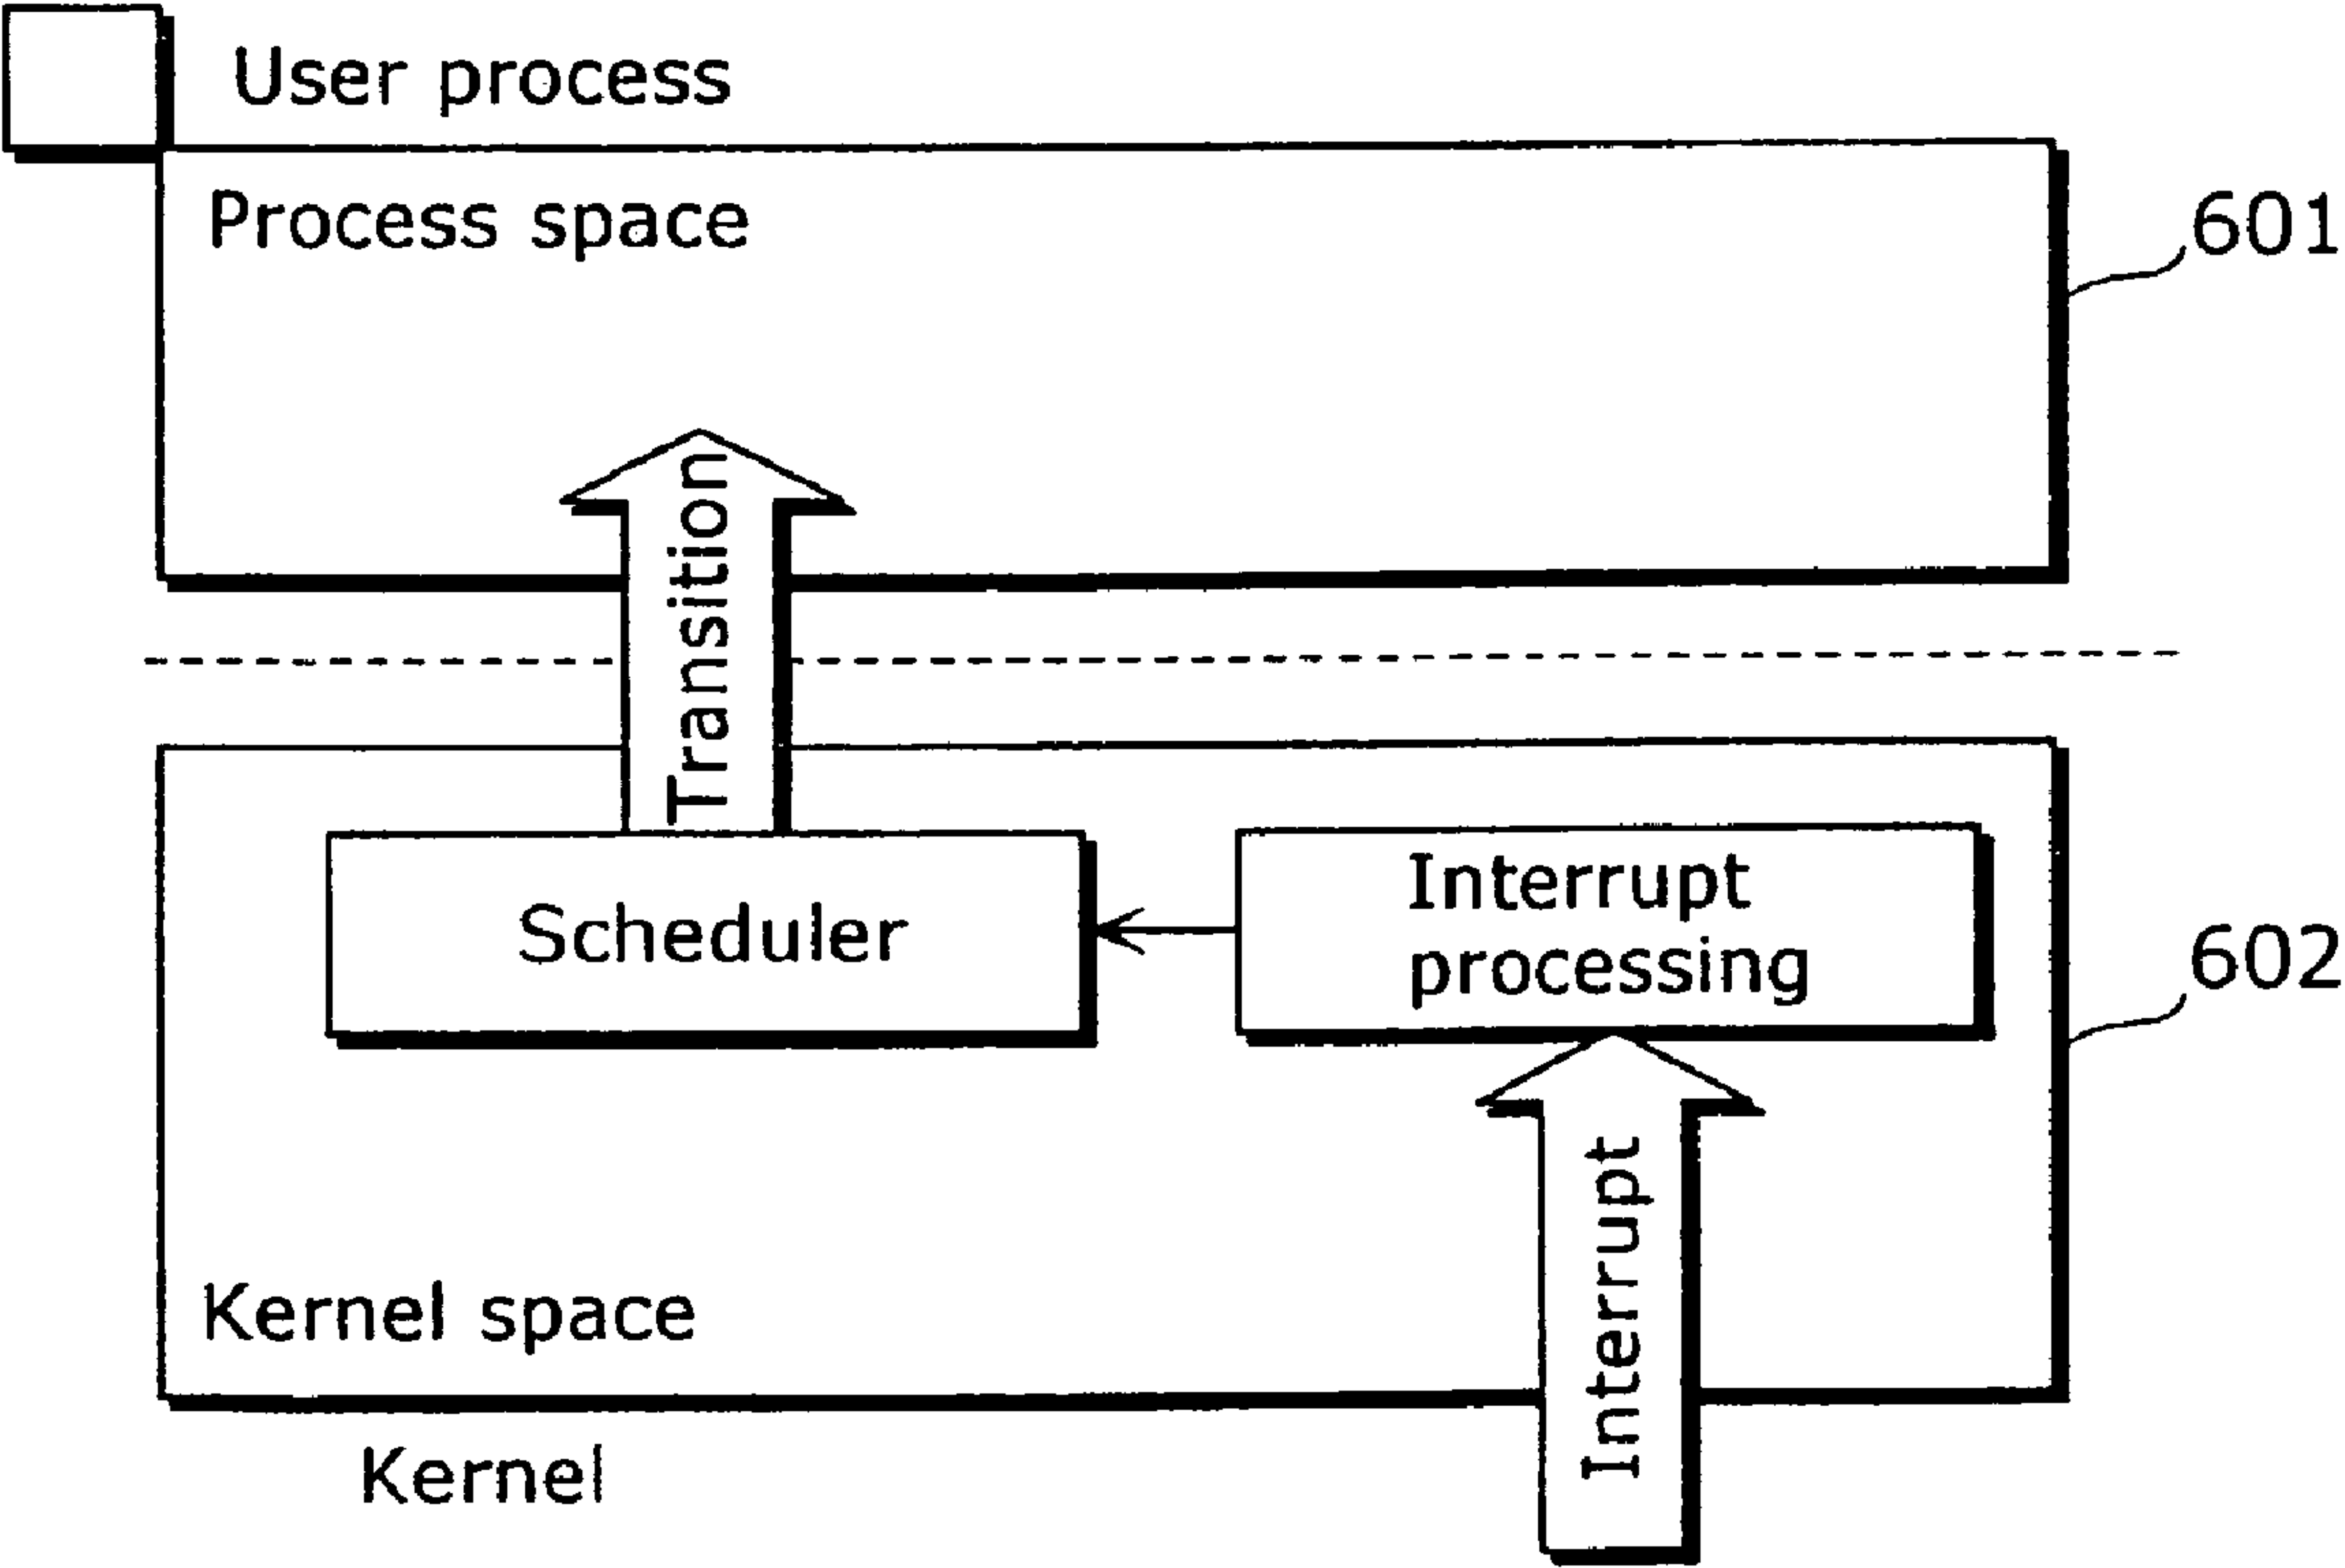 User process
Process space
601
Transition
Scheduler
Interrupt
processing
602
Interrupt
Kernel space
Kernel